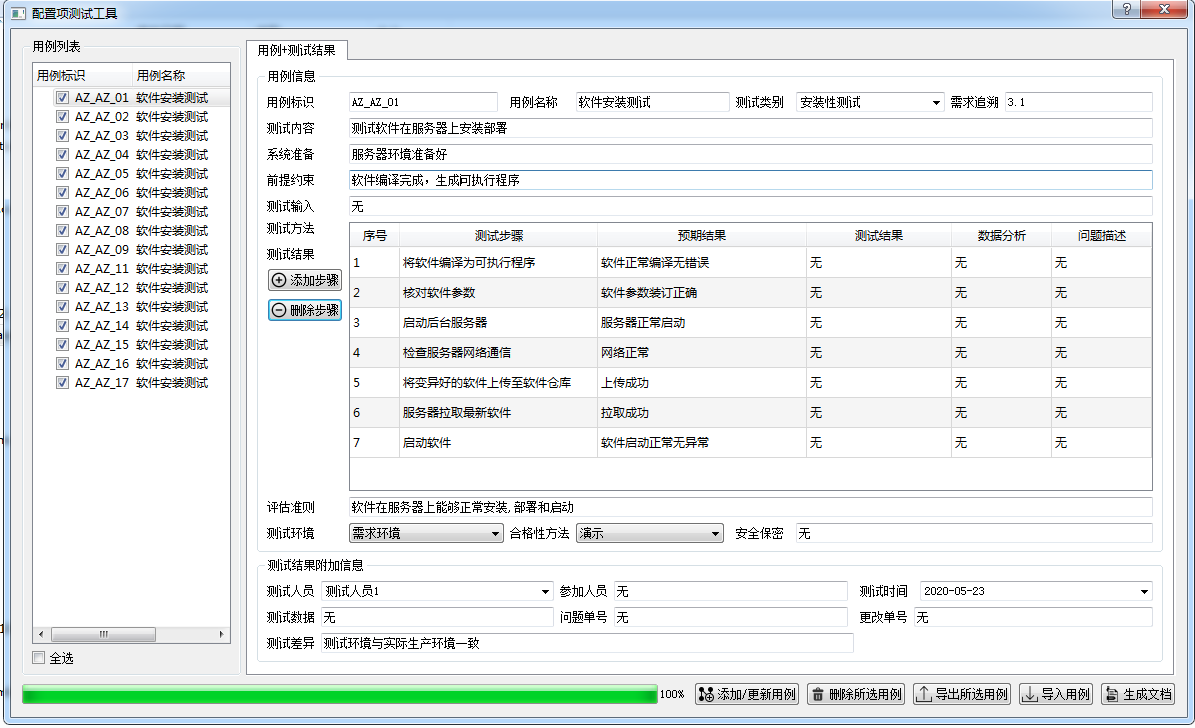 配置项测试工具
用例列表
用例标识 用例名称
AZ_AZ_01 软件安装测试
AZ_AZ_02 软件安装测试
AZ_AZ_03 软件安装测试
AZ_AZ_04 软件安装测试
AZ_AZ_05 软件安装测试
AZ_AZ_06 软件安装测试
AZ_AZ_07 软件安装测试
AZ_AZ_08 软件安装测试
AZ_AZ_09 软件安装测试
AZ_AZ_11 软件安装测试
AZ_AZ_12 软件安装测试
AZ_AZ_13 软件安装测试
AZ_AZ_14 软件安装测试
AZ_AZ_15 软件安装测试
AZ_AZ_16 软件安装测试
AZ_AZ_17 软件安装测试
全选
用例+测试结果
用例信息
用例标识 AZ_AZ_01 用例名称 软件安装测试 测试类别 安装性测试 需求追溯 3.1
测试内容 测试软件在服务器上安装部署
系统准备 服务器环境准备好
前提约束 软件编译完成，生成可执行程序
测试输入 无
测试方法
测试结果
添加步骤
删除步骤
序号 测试步骤 预期结果 测试结果 数据分析 问题描述
1 将软件编译为可执行程序 软件正常编译无错误 无 无 无
2 核对软件参数 软件参数装订正确 无 无 无
3 启动后台服务器 服务器正常启动 无 无 无
4 检查服务器网络通信 网络正常 无 无 无
5 将变异好的软件上传至软件仓库 上传成功 无 无 无
6 服务器拉取最新软件 拉取成功 无 无 无
7 启动软件 软件启动正常无异常 无 无 无
评估准则 软件在服务器上能够正常安装,部署和启动
测试环境 需求环境 合格性方法 演示 安全保密 无
测试结果附加信息
测试人员 测试人员1 参加人员 无 测试时间 2020-05-23
测试数据 无 问题单号 无 更改单号 无
测试差异 测试环境与实际生产环境一致
100% 添加/更新用例 删除所选用例 导出所选用例 导入用例 生成文档